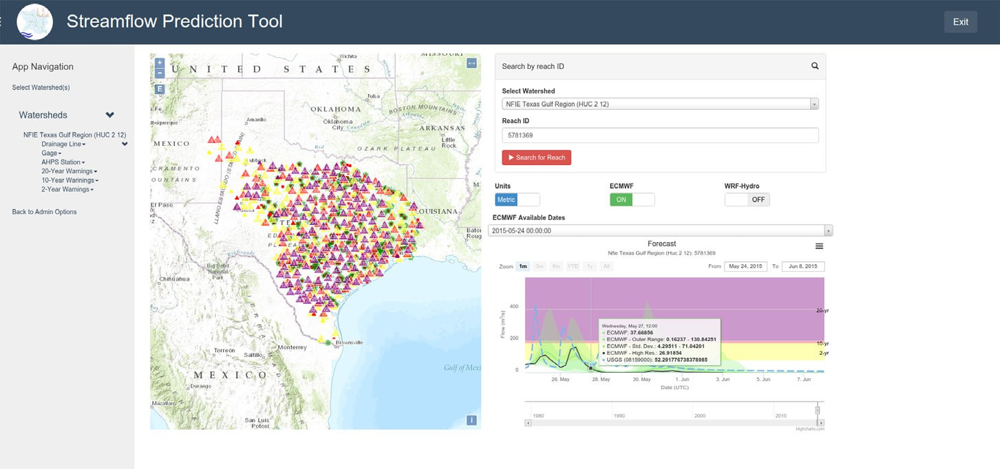 Streamflow Prediction Tool
Exit
App Navigation
Select Watershed(s)
Watersheds
NFIE Texas Gulf Region (HUC 2 12)
Drainage Line
Gage
AHPS Station
20-Year Warnings
10-Year Warinings
2-Year Warnings
Back to Admin Options
+
−
E
Wichita
MISSOURI
UNITED STATES
Tulsa
OKLAHOMA
Oklahoma
City
BOSTON MOUNTAINS
Canadian
Arkansas
ARKANSAS
Amarillo
Little
Rock
MEXICO
Red
OZARK PLATEAU
Lubbock
LLANO ESTACADO
El Paso
LOUISIANA
Baton
Roug
Rio Grande
Big Bend
National
Park
Chihuahua
Brownsville
Monterrey
Torreón
Saltillo
Gulf of Mexi
MEXICO
Durango
Mazatlan
San Luis
Potosí
i
Search by reach ID
Select Watershed
NFIE Texas Gulf Region (HUC 2 12)
Reach ID
5781369
Search for Reach
Units
ECMWF
WRF-Hydro
Metric
ON
OFF
ECMWF Available Dates
2015-05-24 00:00:00
Forecast
Nfie Texas Gulf Region (Huc 2 12): 5781369
Zoom 1m 3m 6m YTD 1y All
From May 24, 2015 To Jun 8, 2015
400
200
0
Flow (m³/s)
20-yr
10-yr
2-yr
Wednesday, May 27, 12:00
ECMWF: 37.66856
ECMWF - Outer Range: 0.16237 - 130.84251
ECMWF - Std. Dev.: 4.29511 - 71.04201
ECMWF - High Res.: 26.91854
USGS (08159000): 52.291776738378985
26. May 28. May 30. May 1. Jun 3. Jun 5. Jun 7. Jun
Date (UTC)
1980 1990 2000 2010
Highcharts.com